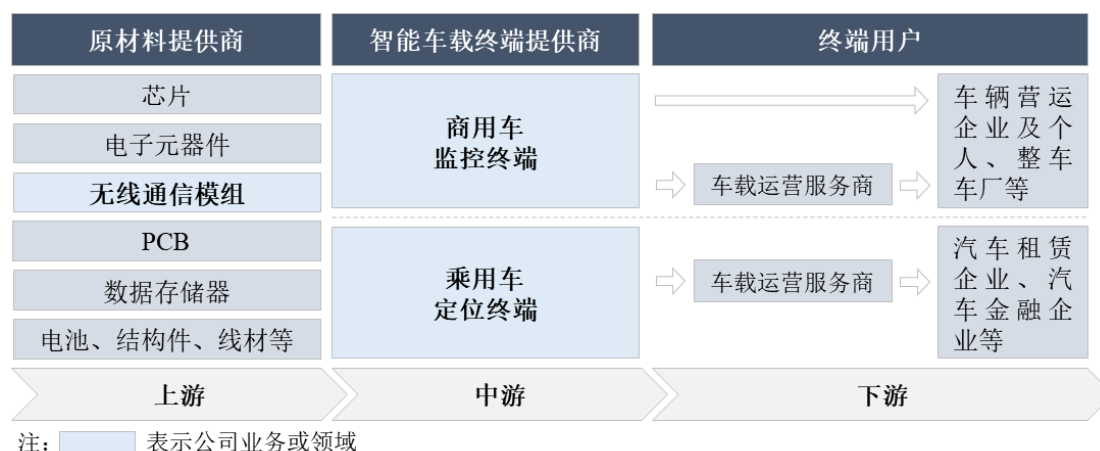 原材料提供商
智能车载终端提供商
终端用户
芯片
电子元器件
无线通信模组
PCB
数据存储器
电池、结构件、线材等
商用车
监控终端
车载运营服务商
车辆营运
企业及个
人、整车
车厂等
乘用车
定位终端
车载运营服务商
汽车租赁
企业、汽
车金融企
业等
上游
中游
下游
注：
表示公司业务或领域